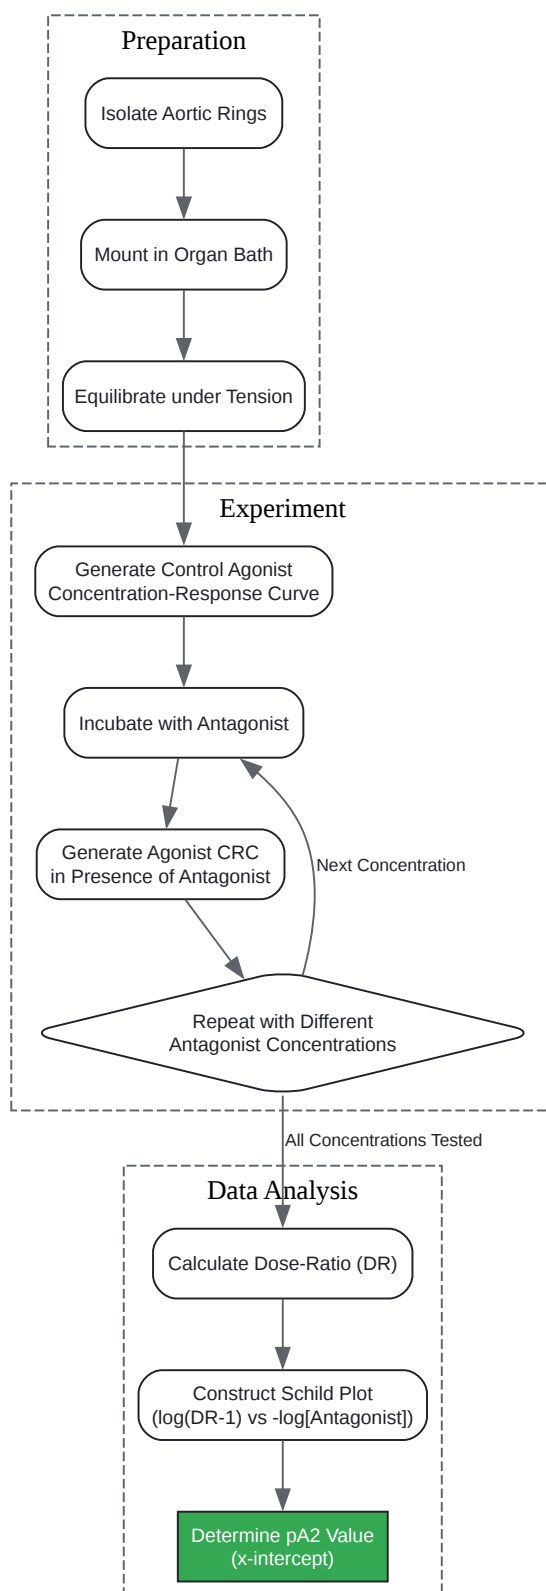 Preparation
Isolate Aortic Rings
Mount in Organ Bath
Equilibrate under Tension
Experiment
Generate Control Agonist
Concentration-Response Curve
Incubate with Antagonist
Generate Agonist CRC
in Presence of Antagonist
Next Concentration
Repeat with Different
Antagonist Concentrations
All Concentrations Tested
Data Analysis
Calculate Dose-Ratio (DR)
Construct Schild Plot
(log(DR-1) vs -log[Antagonist])
Determine pA2 Value
(x-intercept)